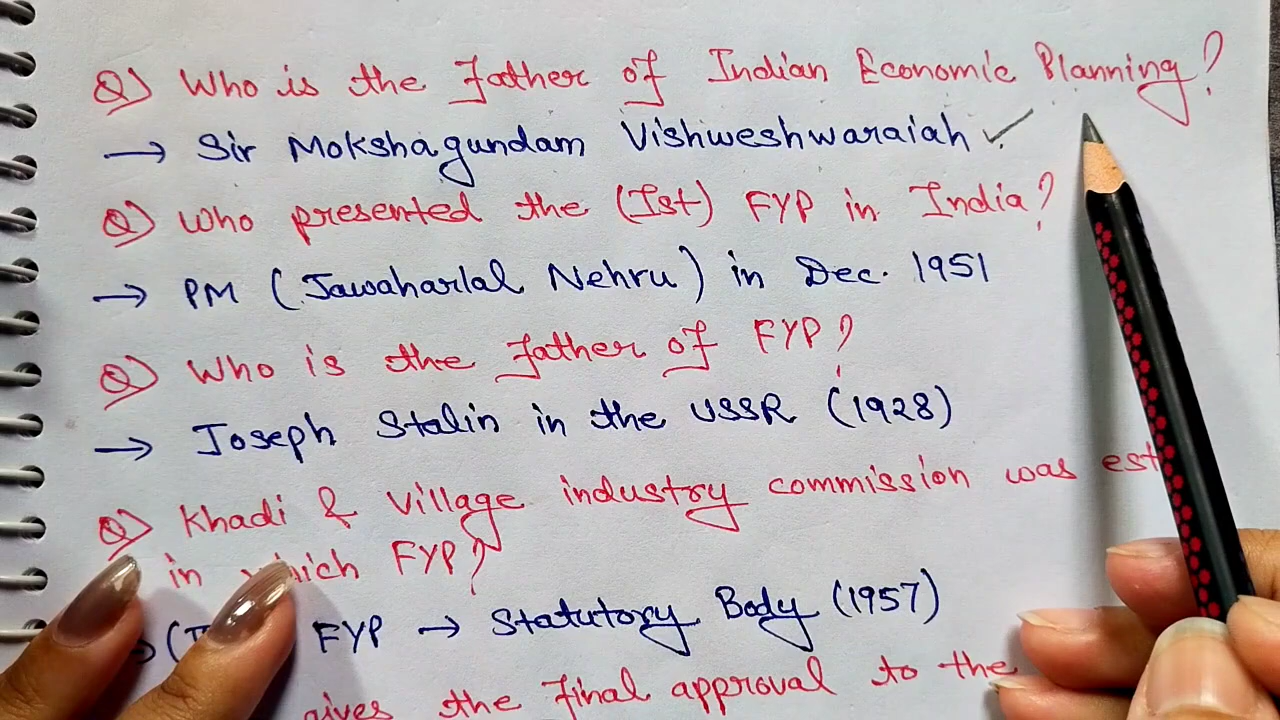 Q) Who is the Father of Indian Economic Planning?
→ Sir Mokshagundam Vishweshwaraiah ✓
Q) Who presented the (Ist) FYP in India?
→ PM (Jawaharlal Nehru) in Dec. 1951
Q) Who is the Father of FYP?
→ Joseph Stalin in the USSR (1928)
Q) Khadi & Village industry commission was est
in which FYP?
FYP → Statutory Body (1957)
gives the final approval to the